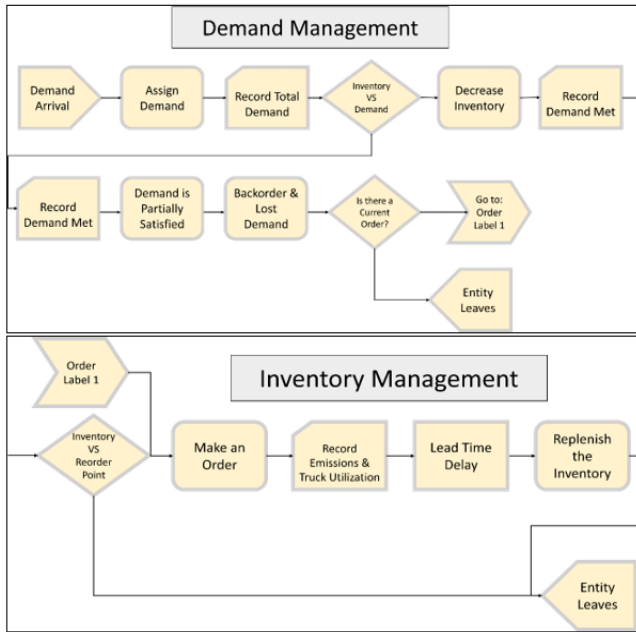 Demand Management
Demand
Arrival
Assign
Demand
Record Total
Demand
Inventory
VS
Demand
Decrease
Inventory
Record
Demand Met
Record
Demand Met
Demand is
Partially
Satisfied
Backorder &
Lost
Demand
Is there a
Current
Order?
Go to:
Order
Label 1
Entity
Leaves
Inventory Management
Order
Label 1
Inventory
VS
Reorder
Point
Make an
Order
Record
Emissions &
Truck Utilization
Lead Time
Delay
Replenish
the
Inventory
Entity
Leaves